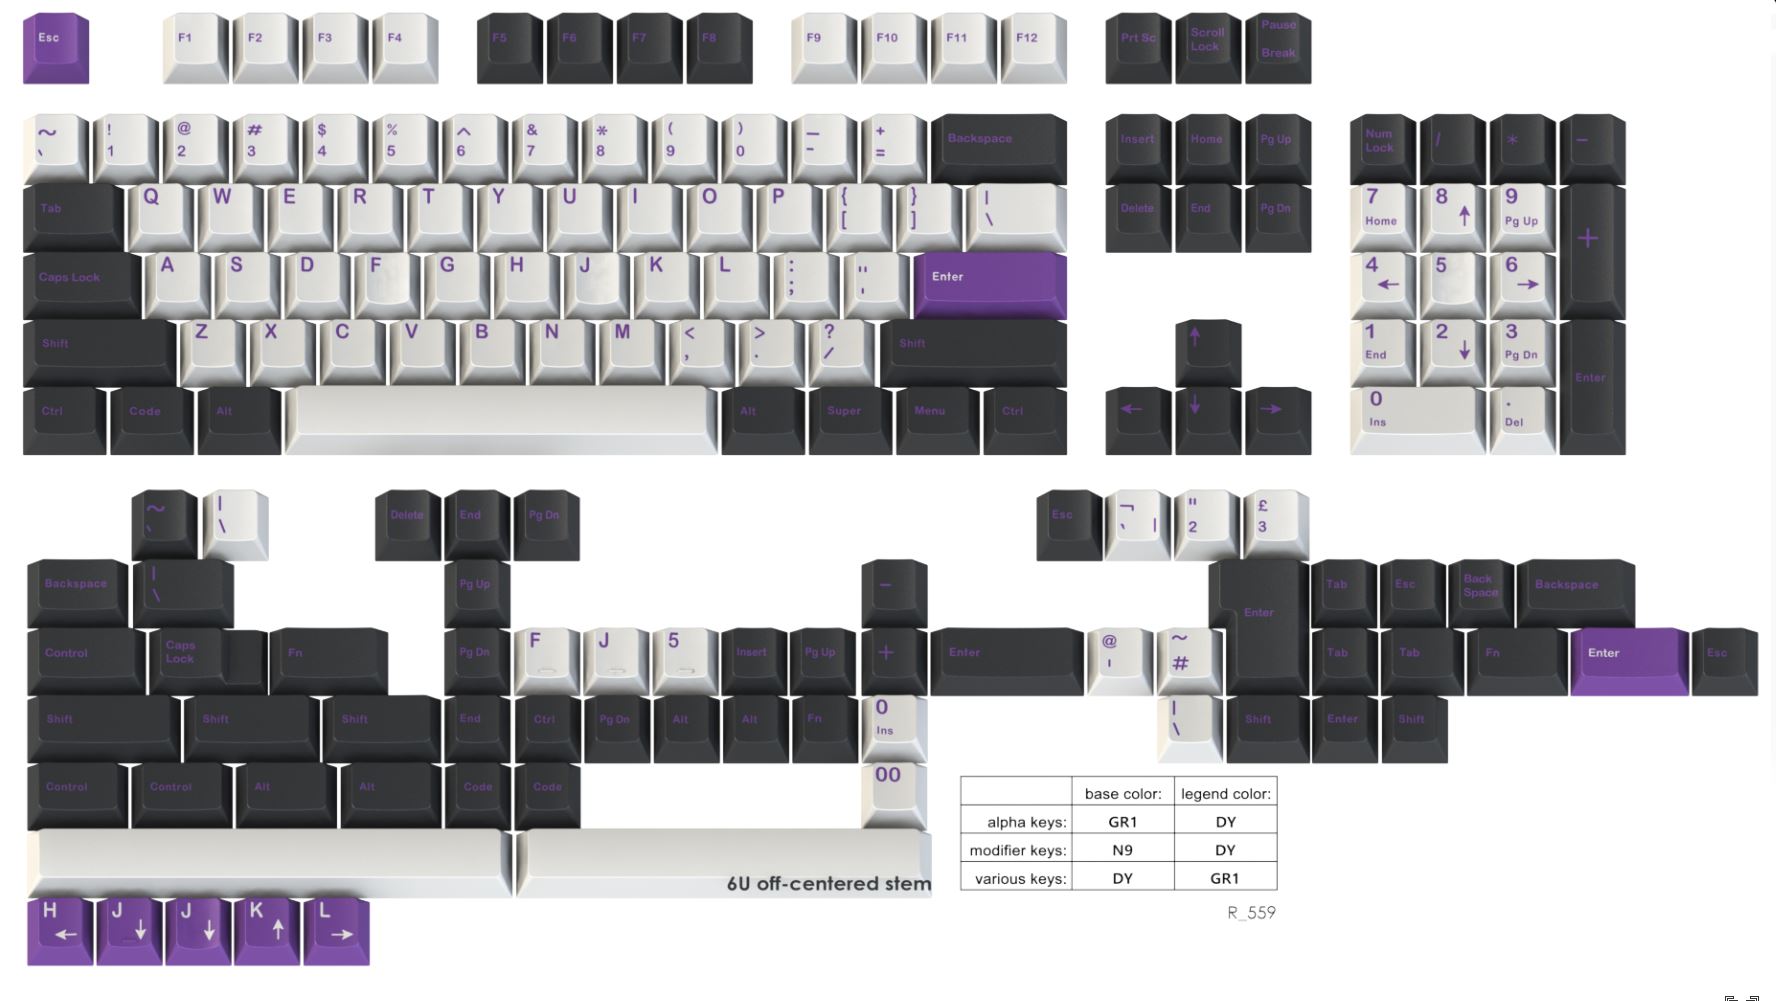 Esc F1 F2 F3 F4 F5 F6 F7 F8 F9 F10 F11 F12 Prt Sc Scroll Lock Pause Break
~ ` ! 1 @ 2 # 3 $ 4 % 5 ^ 6 & 7 * 8 ( 9 ) 0 — - + = Backspace Insert Home Pg Up Num Lock / * −
Tab Q W E R T Y U I O P { [ } ] | \ Delete End Pg Dn 7 Home 8 ↑ 9 Pg Up +
Caps Lock A S D F G H J K L : ; " ' Enter 4 ← 5 6 →
Shift Z X C V B N M < , > . ? / Shift ↑ 1 End 2 ↓ 3 Pg Dn Enter
Ctrl Code Alt Alt Super Menu Ctrl ← ↓ → 0 Ins . Del
~ ` | \ Delete End Pg Dn Esc ¬ ` | " 2 £ 3
Backspace | \ Pg Up − Enter Tab Esc Back Space Backspace
Control Caps Lock Fn Pg Dn F J 5 Insert Pg Up + Enter @ ' ~ # Tab Tab Fn Enter Esc
Shift Shift Shift End Ctrl Pg Dn Alt Alt Fn 0 Ins | \ Shift Enter Shift
Control Control Alt Alt Code Code 00
base color: legend color:
alpha keys: GR1 DY
modifier keys: N9 DY
various keys: DY GR1
6U off-centered stem
R_559
H ← J ↓ J ↓ K ↑ L →